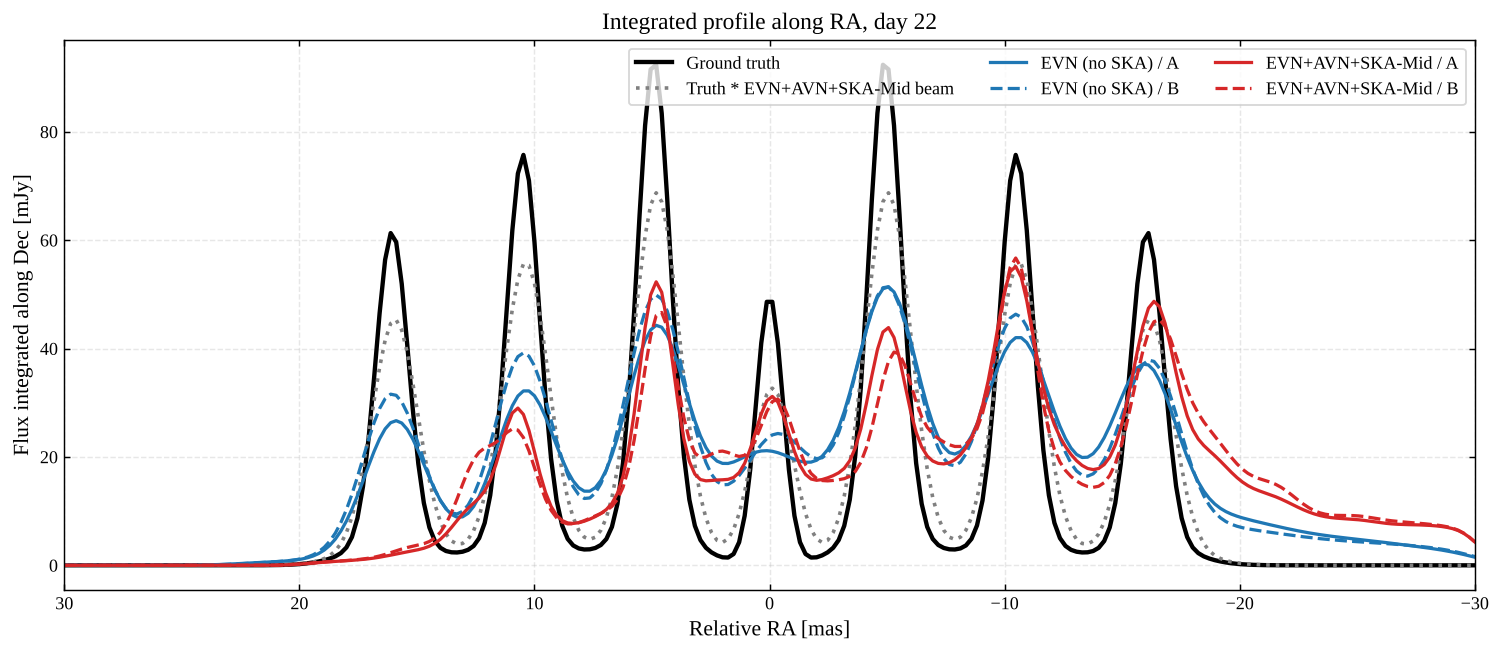 Integrated profile along RA, day 22
Ground truth
Truth * EVN+AVN+SKA-Mid beam
EVN (no SKA) / A
EVN (no SKA) / B
EVN+AVN+SKA-Mid / A
EVN+AVN+SKA-Mid / B
Flux integrated along Dec [mJy]
80
60
40
20
0
30
20
10
0
−10
−20
−30
Relative RA [mas]